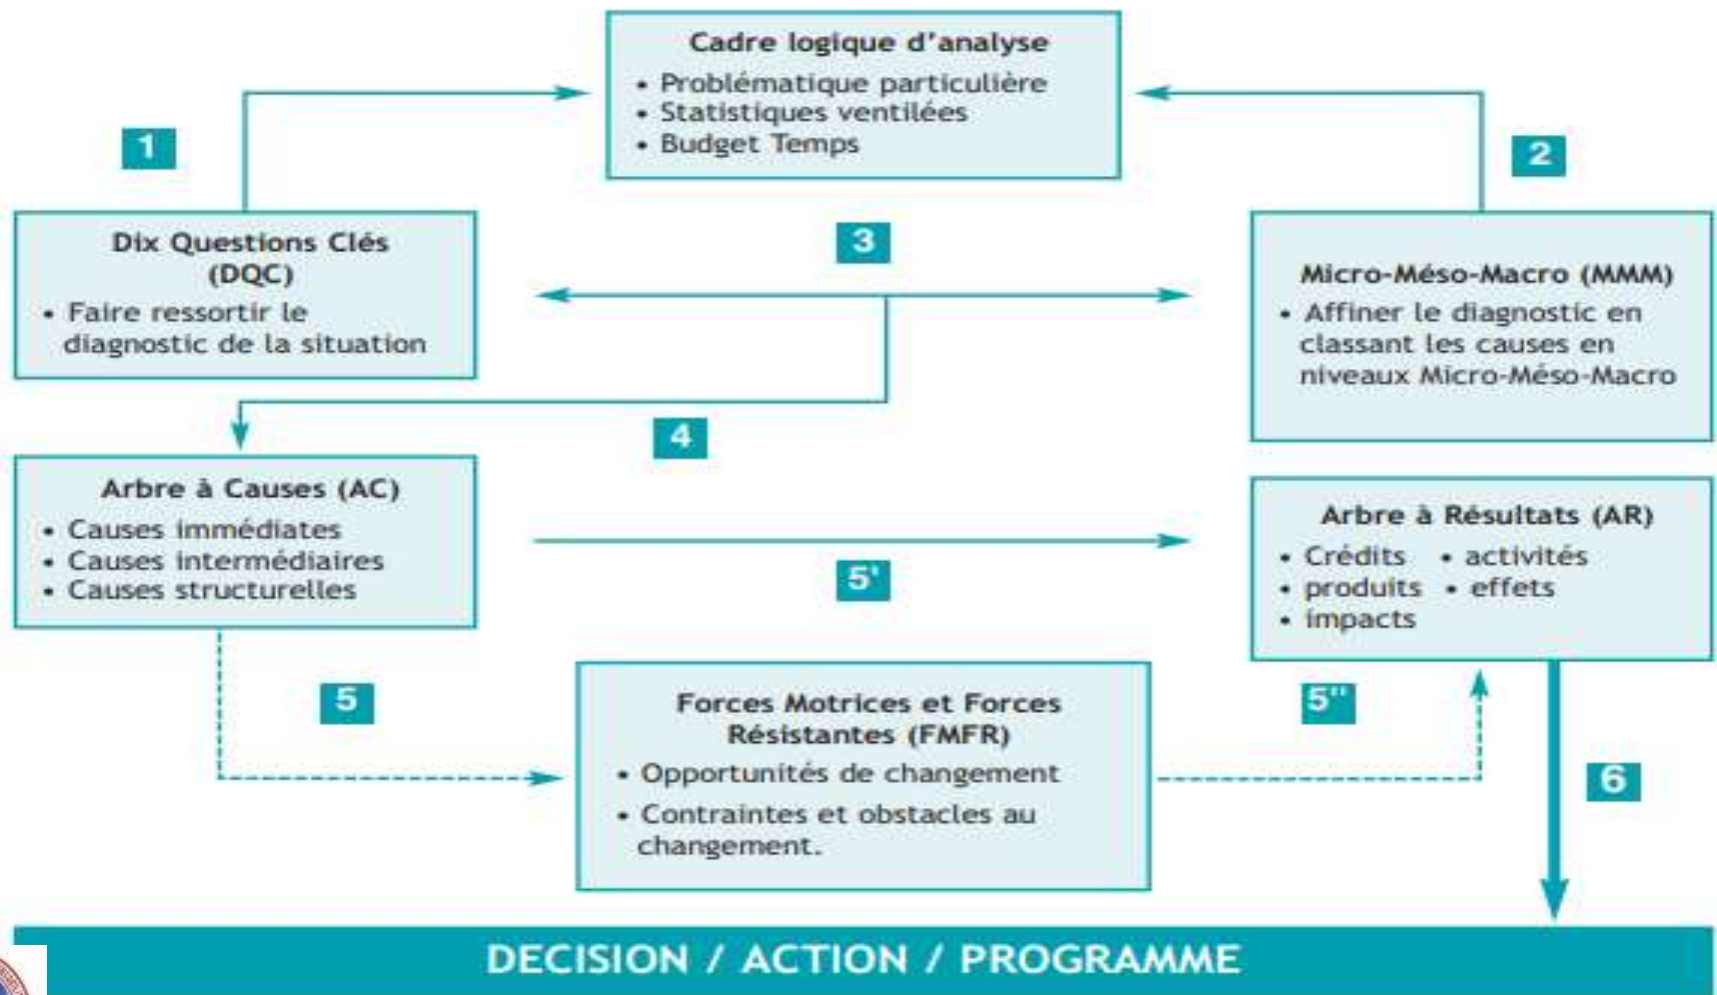 Cadre logique d'analyse
• Problématique particulière
• Statistiques ventilées
• Budget Temps
1
2
Dix Questions Clés
(DQC)
• Faire ressortir le
diagnostic de la situation
3
Micro-Méso-Macro (MMM)
• Affiner le diagnostic en
classant les causes en
niveaux Micro-Méso-Macro
4
Arbre à Causes (AC)
• Causes immédiates
• Causes intermédiaires
• Causes structurelles
5'
Arbre à Résultats (AR)
• Crédits • activités
• produits • effets
• impacts
5
Forces Motrices et Forces
Résistantes (FMFR)
• Opportunités de changement
• Contraintes et obstacles au
changement.
5"
6
DECISION / ACTION / PROGRAMME